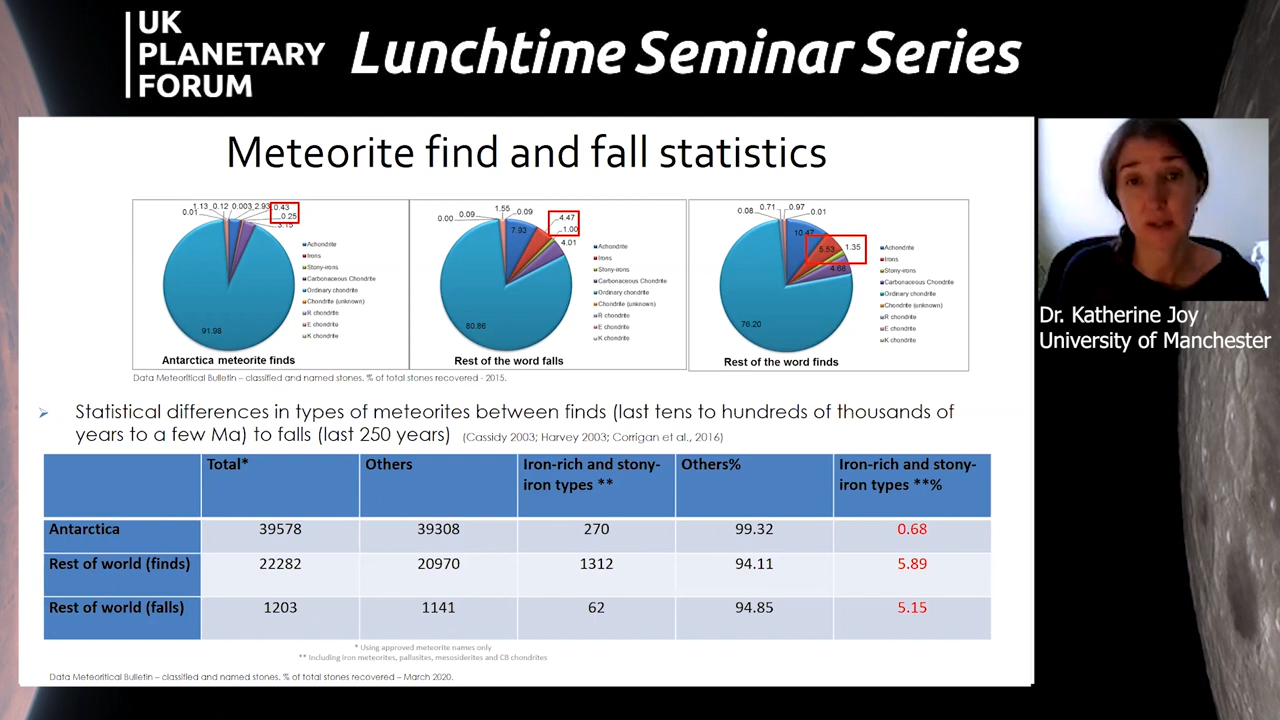 UK
PLANETARY
FORUM
Lunchtime Seminar Series
Meteorite find and fall statistics
0.01
1.13
0.12
0.003
2.93
0.43
0.25
3.15
91.98
Achondrite
Irons
Stony-irons
Carbonaceous Chondrite
Ordinary chondrite
Chondrite (unknown)
R chondrite
E chondrite
K chondrite
Antarctica meteorite finds
0.00
0.09
1.55
0.09
7.93
4.47
1.00
4.01
80.86
Achondrite
Irons
Stony-irons
Carbonaceous Chondrite
Ordinary chondrite
Chondrite (unknown)
R chondrite
E chondrite
K chondrite
Rest of the word falls
0.08
0.71
0.97
0.01
10.47
5.53
1.35
4.68
76.20
Achondrite
Irons
Stony-irons
Carbonaceous Chondrite
Ordinary chondrite
Chondrite (unknown)
R chondrite
E chondrite
K chondrite
Rest of the word finds
Data Meteoritical Bulletin – classified and named stones. % of total stones recovered - 2015.
Statistical differences in types of meteorites between finds (last tens to hundreds of thousands of
years to a few Ma) to falls (last 250 years) (Cassidy 2003; Harvey 2003; Corrigan et al., 2016)
Total* Others Iron-rich and stony- Others% Iron-rich and stony-
iron types ** iron types **%
Antarctica 39578 39308 270 99.32 0.68
Rest of world (finds) 22282 20970 1312 94.11 5.89
Rest of world (falls) 1203 1141 62 94.85 5.15
* Using approved meteorite names only
** Including iron meteorites, pallasites, mesosiderites and CB chondrites
Data Meteoritical Bulletin – classified and named stones. % of total stones recovered – March 2020.
Dr. Katherine Joy
University of Manchester